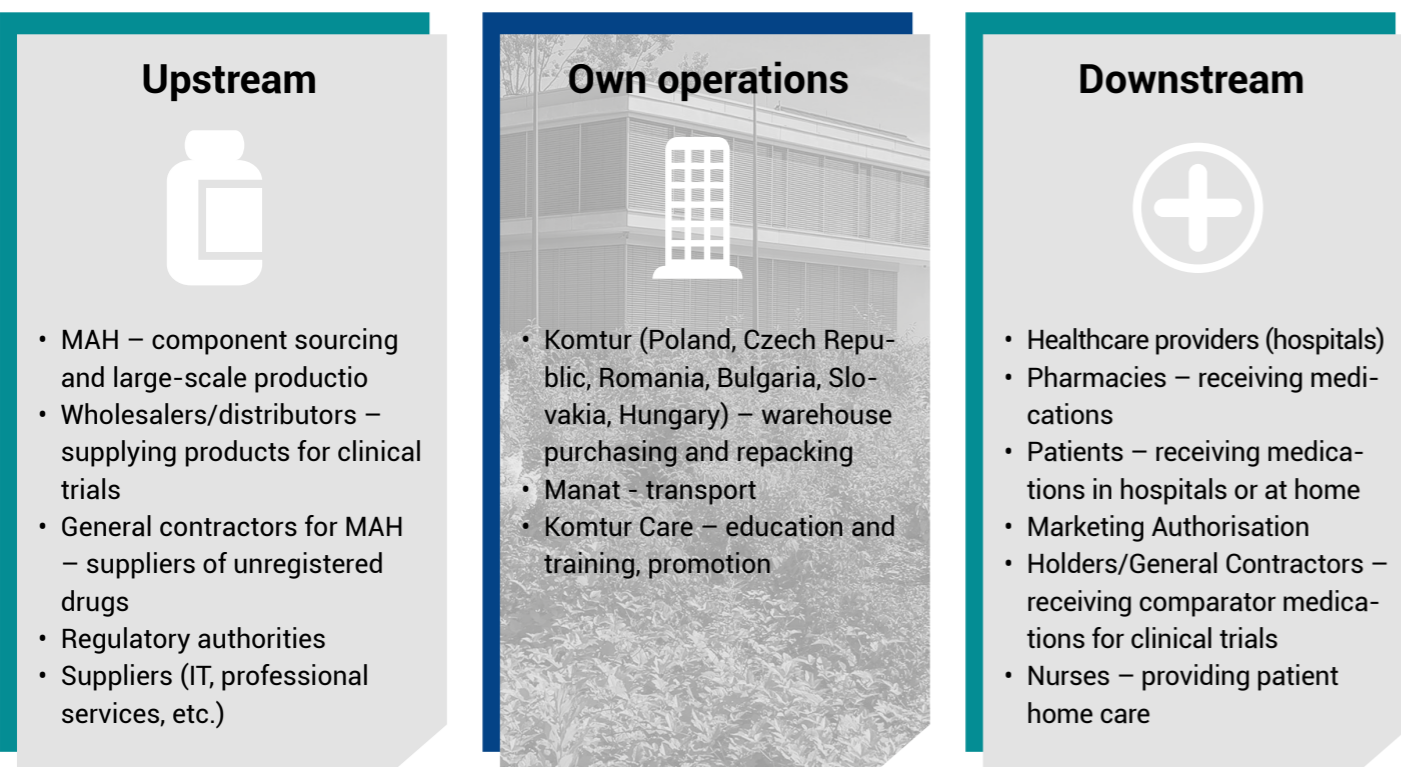 Upstream
• MAH – component sourcing
and large-scale productio
• Wholesalers/distributors –
supplying products for clinical
trials
• General contractors for MAH
– suppliers of unregistered
drugs
• Regulatory authorities
• Suppliers (IT, professional
services, etc.)
Own operations
• Komtur (Poland, Czech Repu-
blic, Romania, Bulgaria, Slo-
vakia, Hungary) – warehouse
purchasing and repacking
• Manat - transport
• Komtur Care – education and
training, promotion
Downstream
• Healthcare providers (hospitals)
• Pharmacies – receiving medi-
cations
• Patients – receiving medica-
tions in hospitals or at home
• Marketing Authorisation
• Holders/General Contractors –
receiving comparator medica-
tions for clinical trials
• Nurses – providing patient
home care